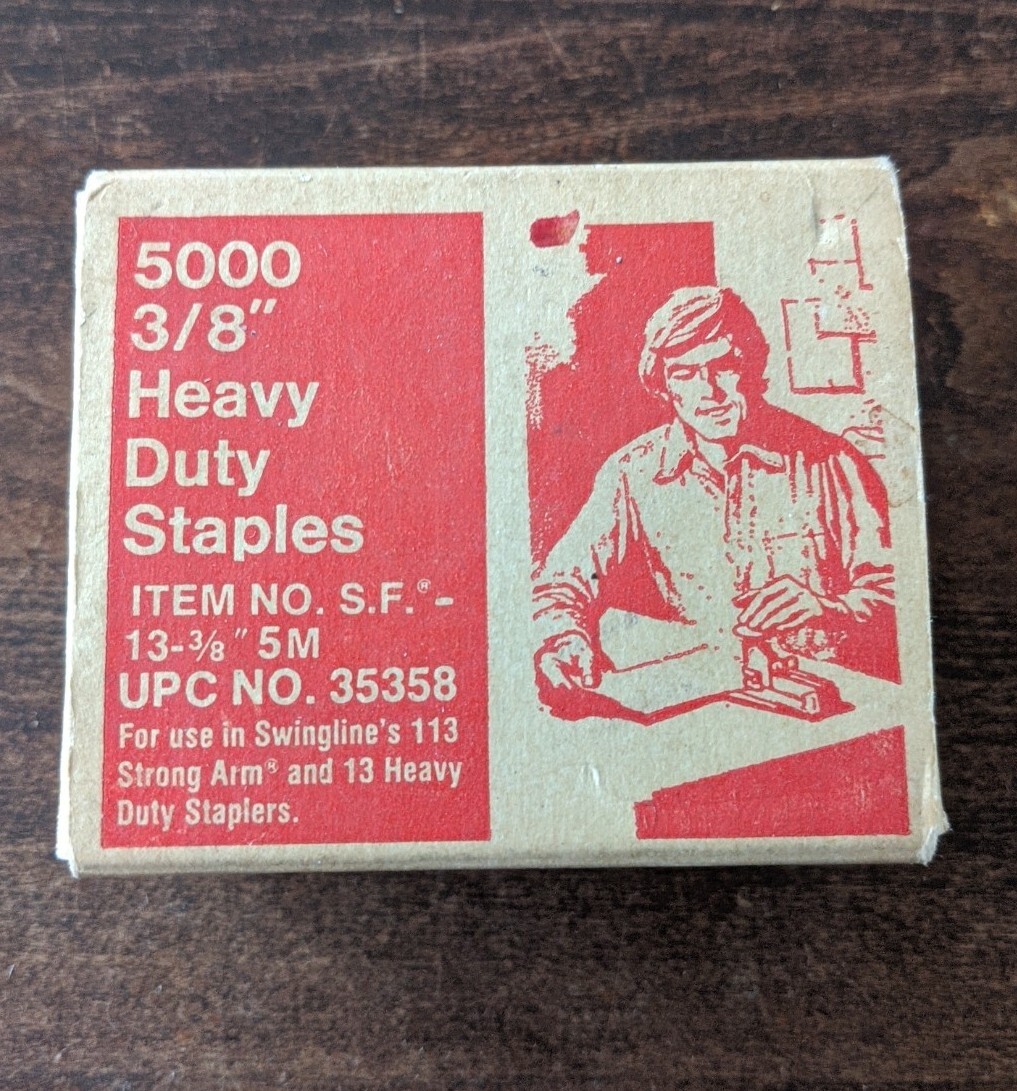 5000
3/8"
Heavy
Duty
Staples
ITEM NO. S.F.®-
13-3/8" 5M
UPC NO. 35358
For use in Swingline's 113
Strong Arm® and 13 Heavy
Duty Staplers.